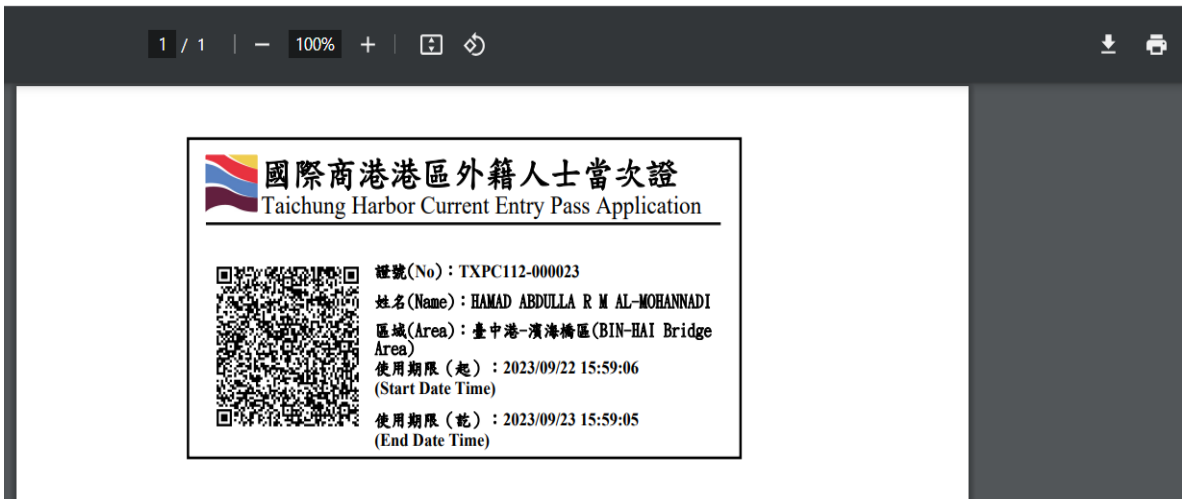 1 / 1 100%
國際商港港區外籍人士當次證
Taichung Harbor Current Entry Pass Application
證號(No)：TXPC112-000023
姓名(Name)：HAMAD ABDULLA R M AL-MOHANNADI
區域(Area)：臺中港-濱海橋區(BIN-HAI Bridge
Area)
使用期限（起）：2023/09/22 15:59:06
(Start Date Time)
使用期限（訖）：2023/09/23 15:59:05
(End Date Time)